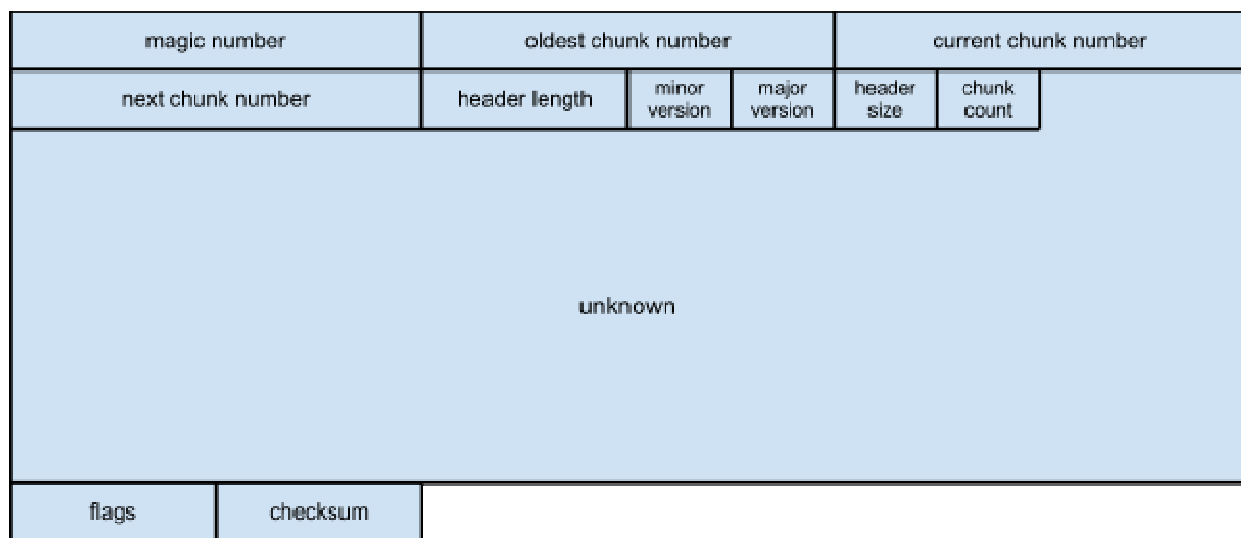 magic number oldest chunk number current chunk number
next chunk number header length minor version major version header size chunk count
unknown
flags checksum